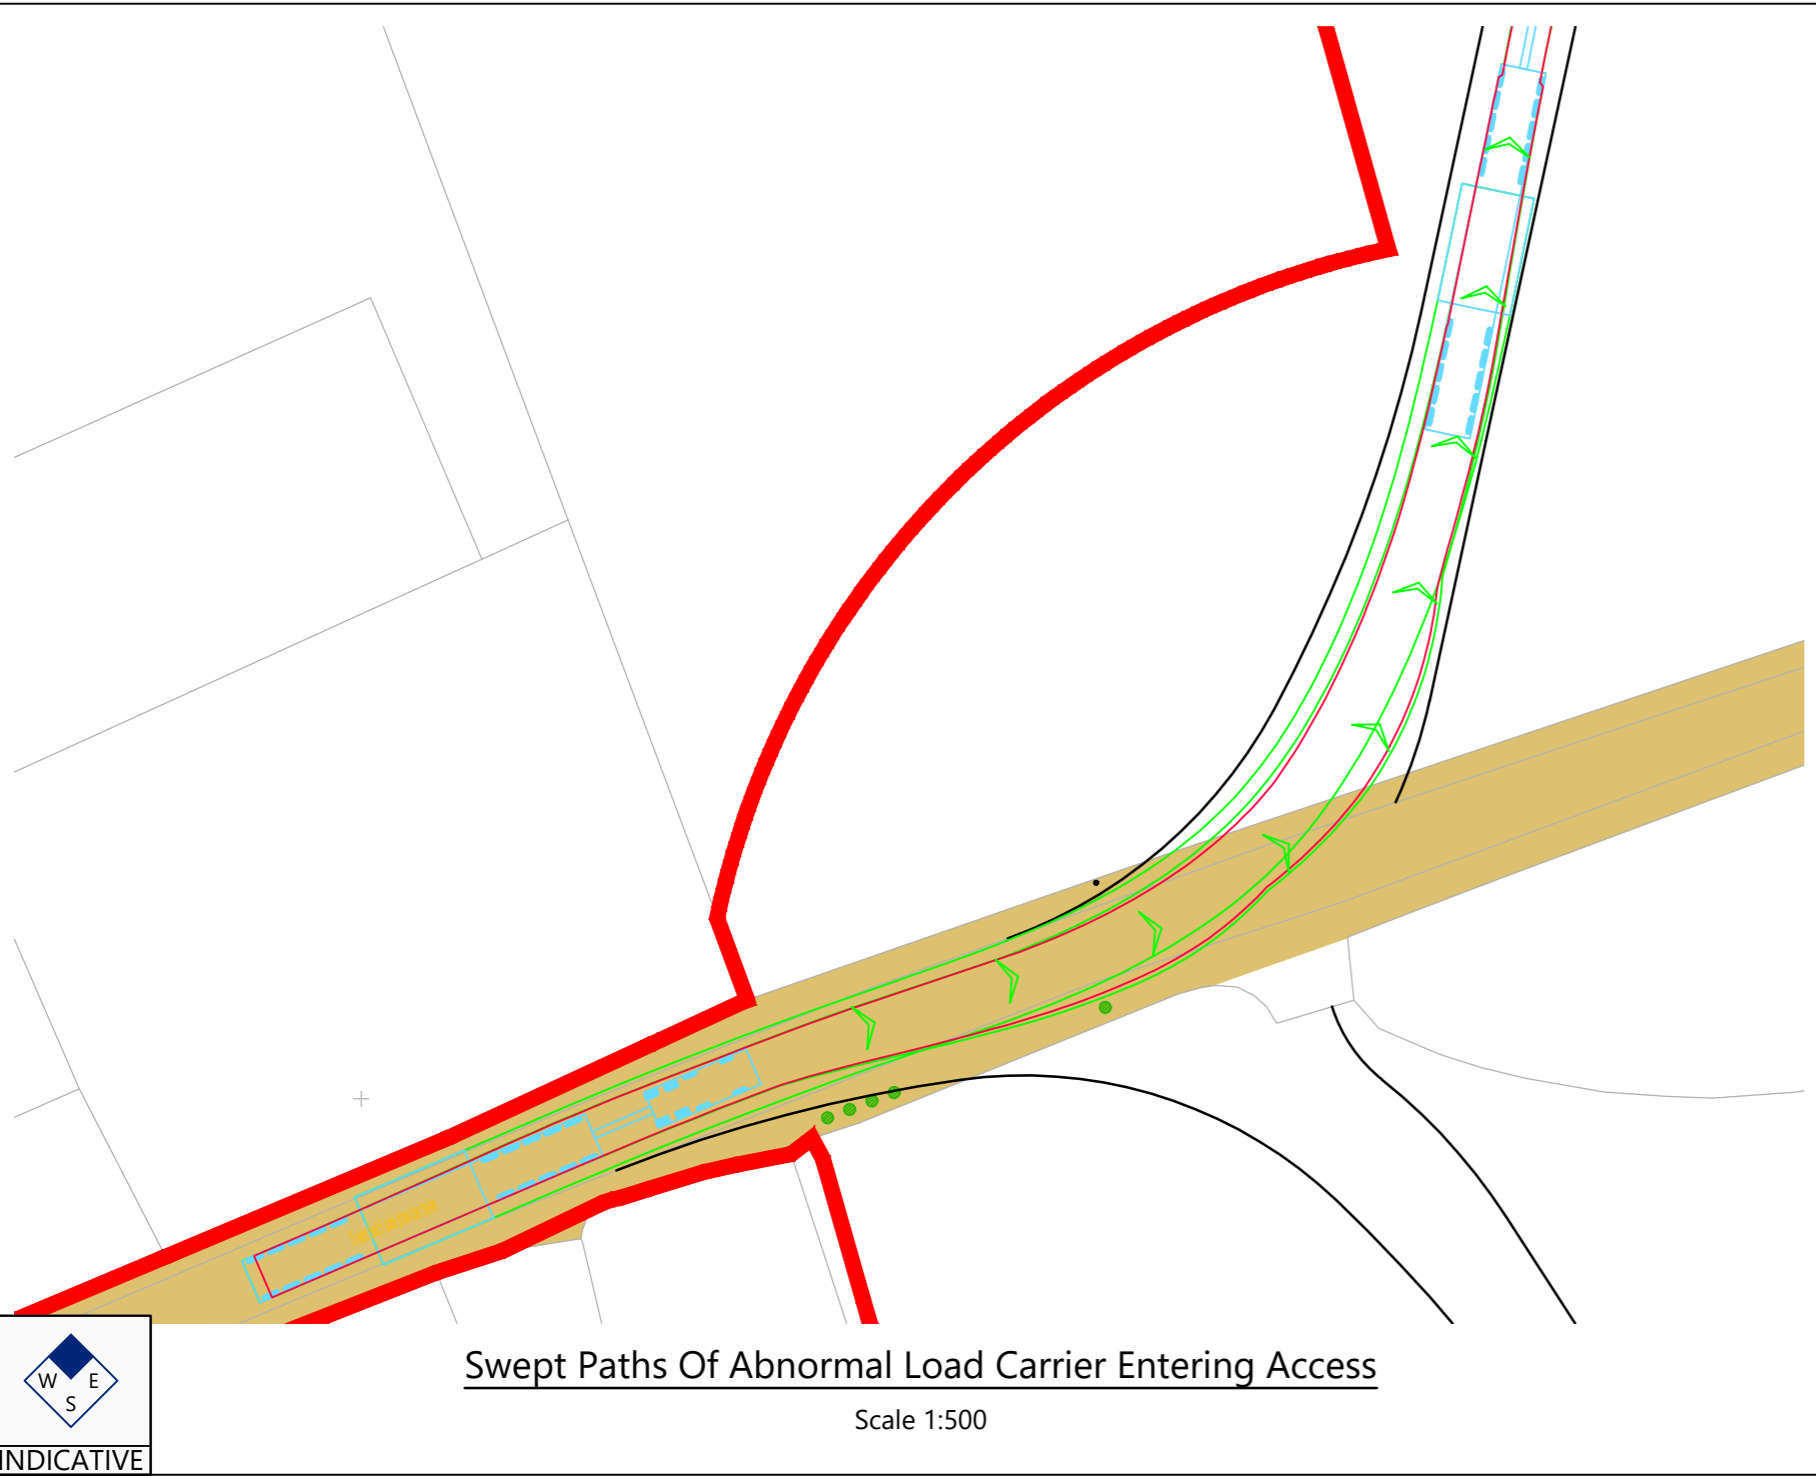 Swept Paths Of Abnormal Load Carrier Entering Access
Scale 1:500
W E
S
INDICATIVE